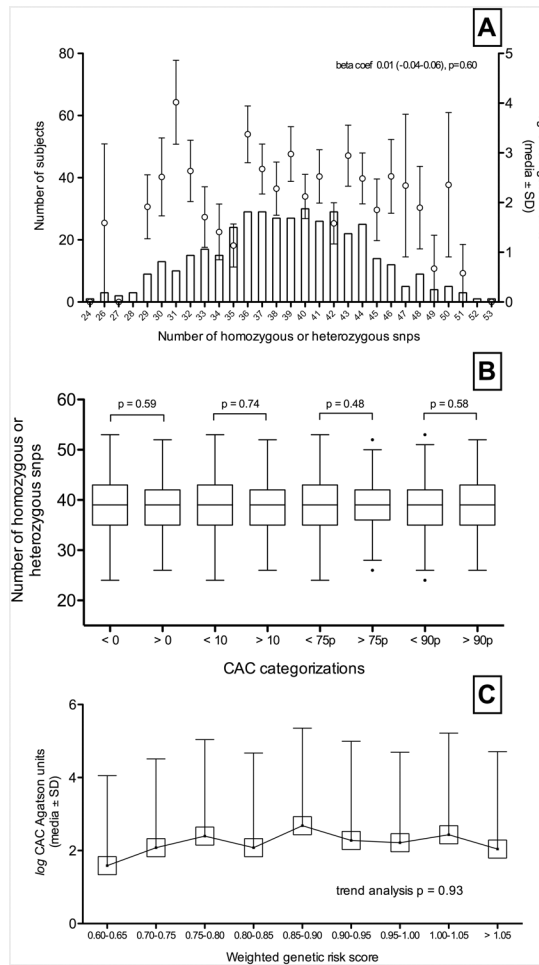 A
80
60
40
20
0
Number of subjects
beta coef 0.01 (-0.04-0.06), p=0.60
5
4
3
2
1
0
(media ± SD)
24 26 27 28 29 30 31 32 33 34 35 36 37 38 39 40 41 42 43 44 45 46 47 48 49 50 51 52 53
Number of homozygous or heterozygous snps
B
Number of homozygous or
heterozygous snps
60
50
40
30
20
p = 0.59 p = 0.74 p = 0.48 p = 0.58
< 0 > 0 < 10 > 10 < 75p > 75p < 90p > 90p
CAC categorizations
C
log CAC Agatson units
(media ± SD)
6
4
2
0
trend analysis p = 0.93
0.60-0.65 0.70-0.75 0.75-0.80 0.80-0.85 0.85-0.90 0.90-0.95 0.95-1.00 1.00-1.05 > 1.05
Weighted genetic risk score